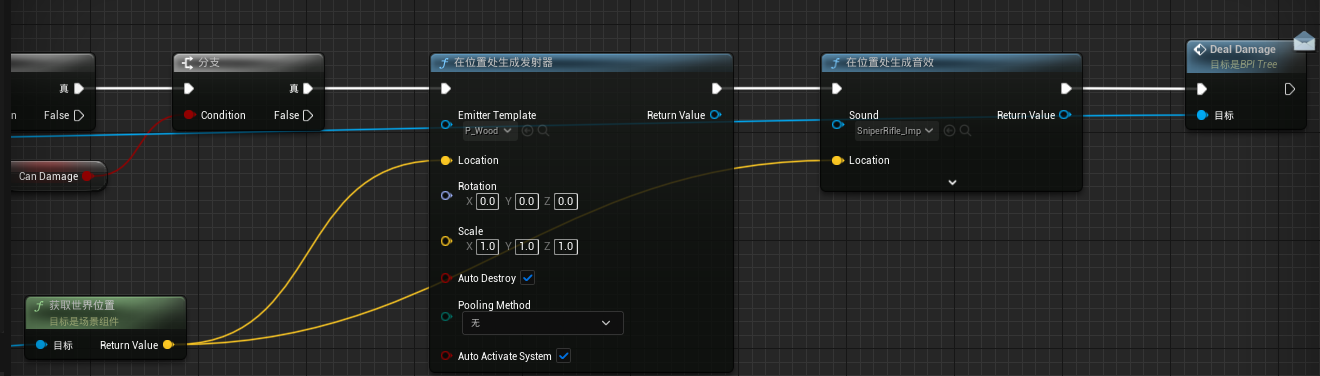 真
n
False
分支
真
Condition
False
Can Damage
获取世界位置
目标是场景组件
目标
Return Value
在位置处生成发射器
Emitter Template
P_Wood
Return Value
Location
Rotation
X 0.0 Y 0.0 Z 0.0
Scale
X 1.0 Y 1.0 Z 1.0
Auto Destroy
Pooling Method
无
Auto Activate System
在位置处生成音效
Sound
SniperRifle_Imp
Return Value
Location
Deal Damage
目标是BPI Tree
目标